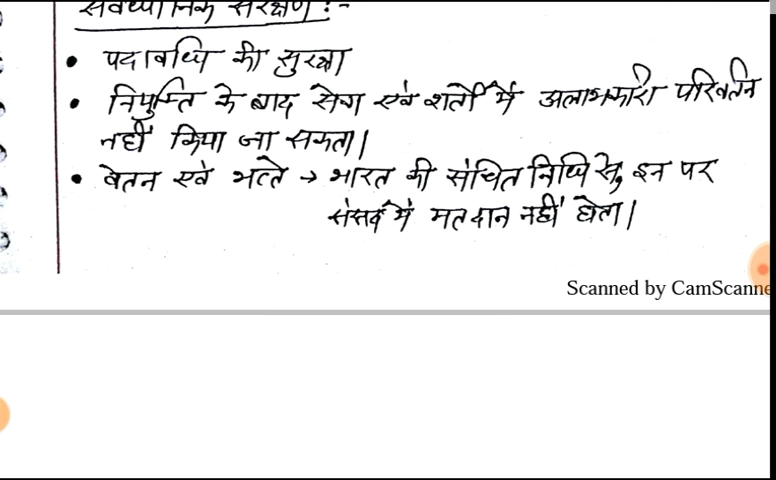 संवैधानिक संरक्षण :-
• पदावधि की सुरक्षा
• नियुक्ति के बाद सेवा एवं शर्तों में अलाभकारी परिवर्तन
नहीं किया जा सकता।
• वेतन एवं भत्ते → भारत की संचित निधि से, इन पर
संसद में मतदान नहीं होता।
Scanned by CamScanne